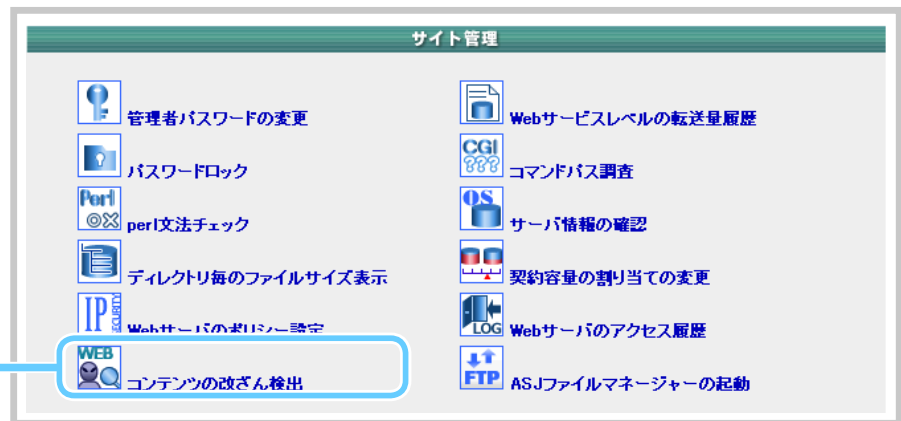 サイト管理
管理者パスワードの変更
Webサービスレベルの転送量履歴
パスワードロック
CGI
???
コマンドパス調査
Perl
perl文法チェック
OS
サーバ情報の確認
ディレクトリ毎のファイルサイズ表示
契約容量の割り当ての変更
IP
SECURITY
Webサーバのポリシー設定
LOG
Webサーバのアクセス履歴
WEB
コンテンツの改ざん検出
FTP
ASJファイルマネージャーの起動